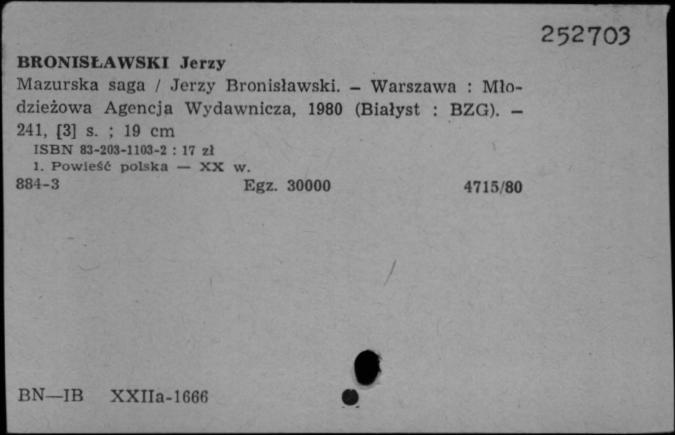 252703
BRONISŁAWSKI Jerzy
Mazurska saga / Jerzy Bronisławski. — Warszawa : Mło-
dzieżowa Agencja Wydawnicza, 1980 (Białyst : BZG). —
241, [3] s. ; 19 cm
ISBN 83-203-1103-2 : 17 zł
1. Powieść polska — XX w.
884-3 Egz. 30000 4715/80
BN—IB XXIIa-1666